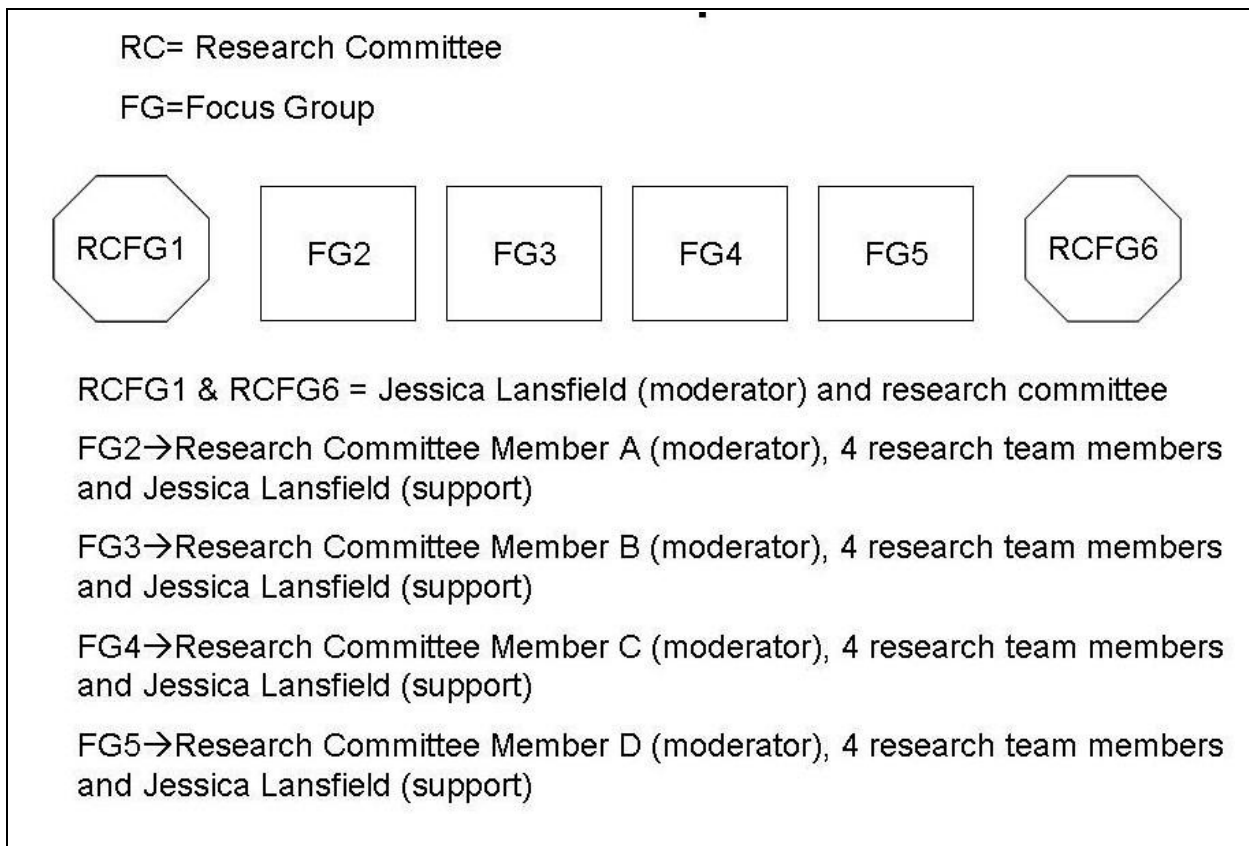 RC= Research Committee
FG=Focus Group
RCFG1 FG2 FG3 FG4 FG5 RCFG6
RCFG1 & RCFG6 = Jessica Lansfield (moderator) and research committee
FG2→Research Committee Member A (moderator), 4 research team members
and Jessica Lansfield (support)
FG3→Research Committee Member B (moderator), 4 research team members
and Jessica Lansfield (support)
FG4→Research Committee Member C (moderator), 4 research team members
and Jessica Lansfield (support)
FG5→Research Committee Member D (moderator), 4 research team members
and Jessica Lansfield (support)